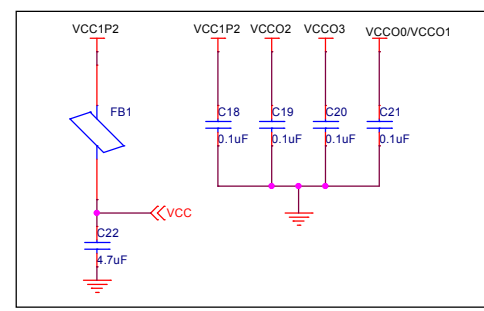 VCC1P2
VCC1P2
VCCO2
VCCO3
VCCO0/VCCO1
FB1
C18
C19
C20
C21
0.1uF
0.1uF
0.1uF
0.1uF
VCC
C22
4.7uF